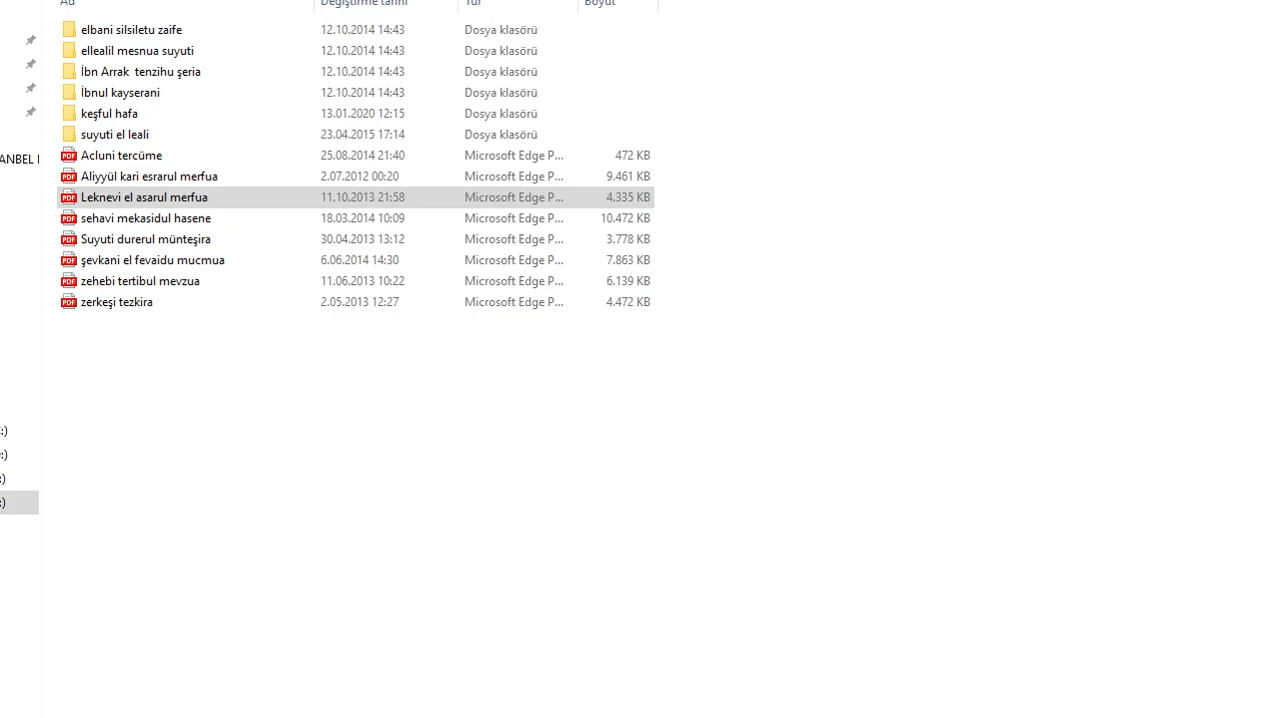 Ad Değiştirme tarihi Tür Boyut
elbani silsiletu zaife 12.10.2014 14:43 Dosya klasörü
ellealil mesnua suyuti 12.10.2014 14:43 Dosya klasörü
İbn Arrak  tenzihu şeria 12.10.2014 14:43 Dosya klasörü
İbnul kayserani 12.10.2014 14:43 Dosya klasörü
keşful hafa 13.01.2020 12:15 Dosya klasörü
suyuti el leali 23.04.2015 17:14 Dosya klasörü
ANBEL
Acluni tercüme 25.08.2014 21:40 Microsoft Edge P... 472 KB
Aliyyül kari esrarul merfua 2.07.2012 00:20 Microsoft Edge P... 9.461 KB
Leknevi el asarul merfua 11.10.2013 21:58 Microsoft Edge P... 4.335 KB
sehavi mekasidul hasene 18.03.2014 10:09 Microsoft Edge P... 10.472 KB
Suyuti durerul münteşira 30.04.2013 13:12 Microsoft Edge P... 3.778 KB
şevkani el fevaidu mucmua 6.06.2014 14:30 Microsoft Edge P... 7.863 KB
zehebi tertibul mevzua 11.06.2013 10:22 Microsoft Edge P... 6.139 KB
zerkeşi tezkira 2.05.2013 12:27 Microsoft Edge P... 4.472 KB
:)
:)
:)
:)